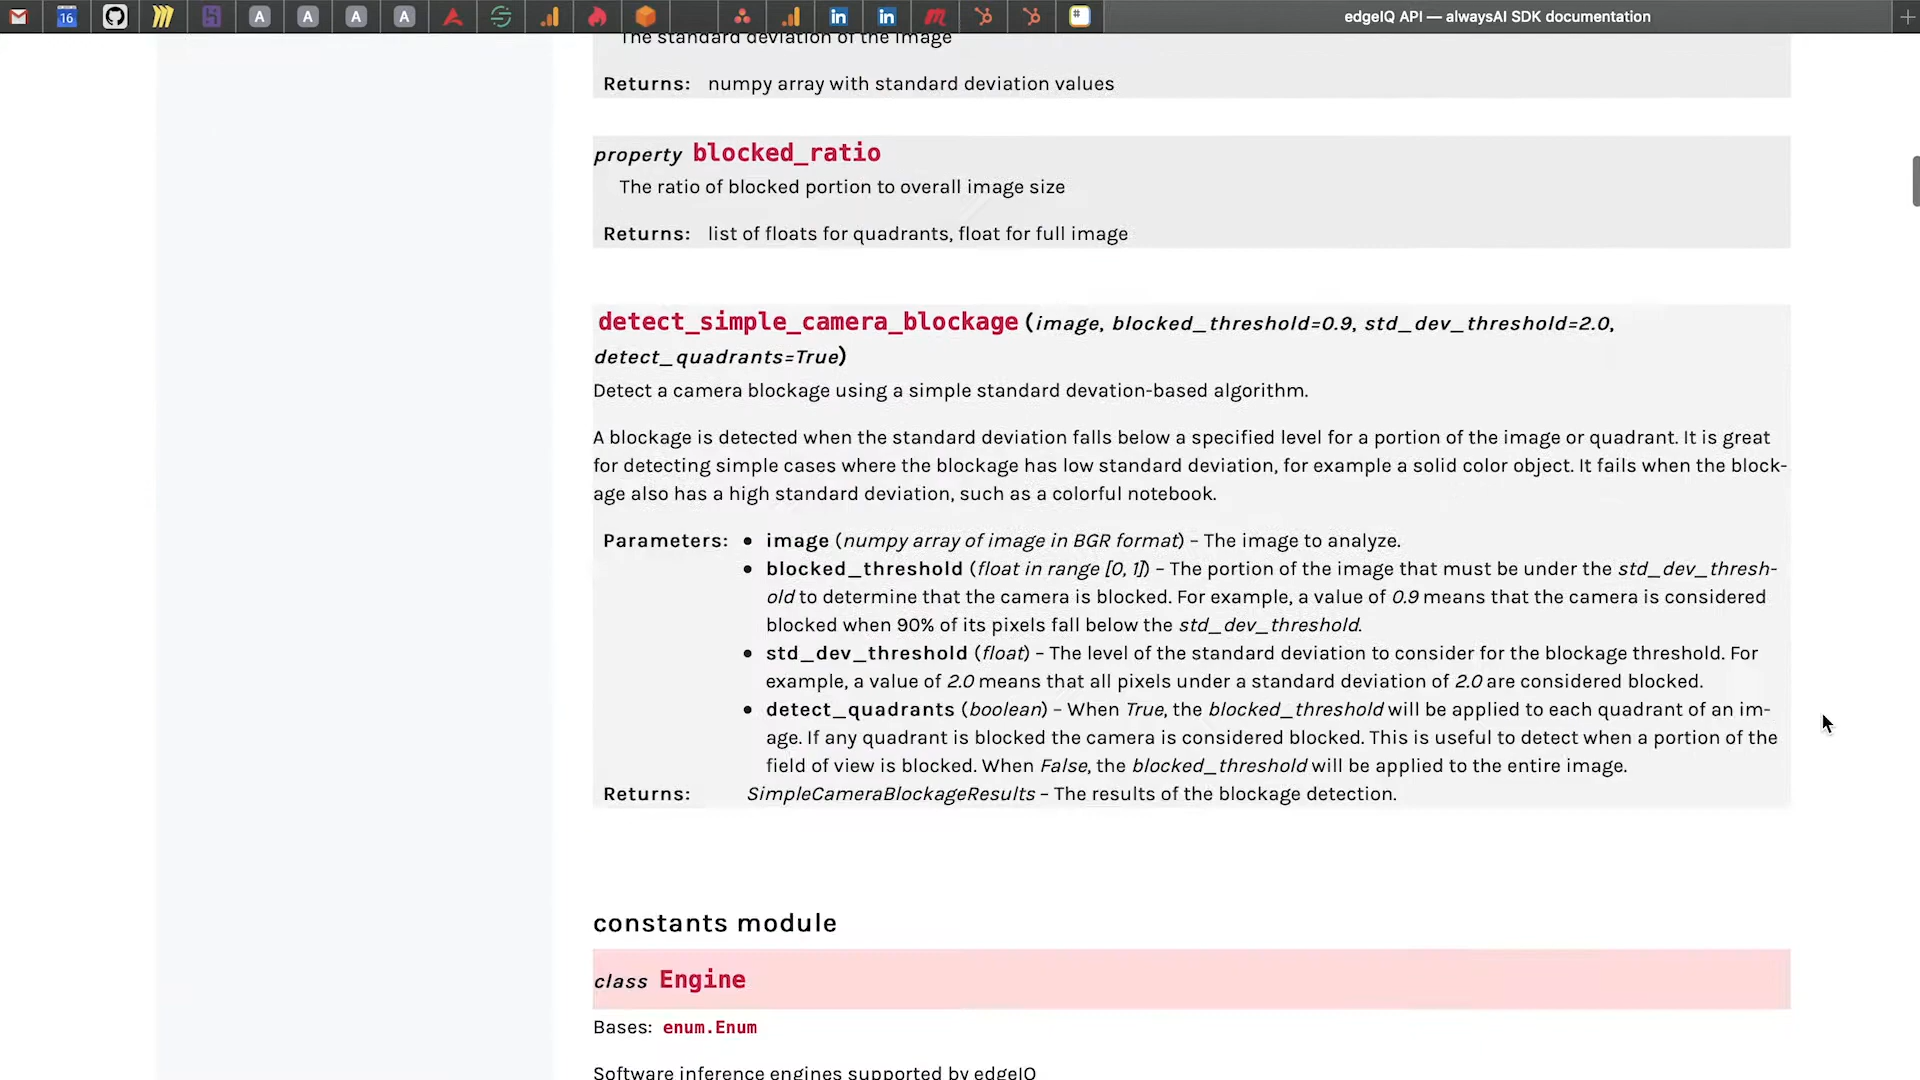 16
A
A
A
A
in
in
#
edgeIQ API — alwaysAI SDK documentation
The standard deviation of the image
Returns: numpy array with standard deviation values
property blocked_ratio
The ratio of blocked portion to overall image size
Returns: list of floats for quadrants, float for full image
detect_simple_camera_blockage (image, blocked_threshold=0.9, std_dev_threshold=2.0,
detect_quadrants=True)
Detect a camera blockage using a simple standard devation-based algorithm.
A blockage is detected when the standard deviation falls below a specified level for a portion of the image or quadrant. It is great
for detecting simple cases where the blockage has low standard deviation, for example a solid color object. It fails when the block-
age also has a high standard deviation, such as a colorful notebook.
Parameters: • image (numpy array of image in BGR format) – The image to analyze.
• blocked_threshold (float in range [0, 1]) – The portion of the image that must be under the std_dev_thresh-
old to determine that the camera is blocked. For example, a value of 0.9 means that the camera is considered
blocked when 90% of its pixels fall below the std_dev_threshold.
• std_dev_threshold (float) – The level of the standard deviation to consider for the blockage threshold. For
example, a value of 2.0 means that all pixels under a standard deviation of 2.0 are considered blocked.
• detect_quadrants (boolean) – When True, the blocked_threshold will be applied to each quadrant of an im-
age. If any quadrant is blocked the camera is considered blocked. This is useful to detect when a portion of the
field of view is blocked. When False, the blocked_threshold will be applied to the entire image.
Returns: SimpleCameraBlockageResults – The results of the blockage detection.
constants module
class Engine
Bases: enum.Enum
Software inference engines supported by edgeIQ